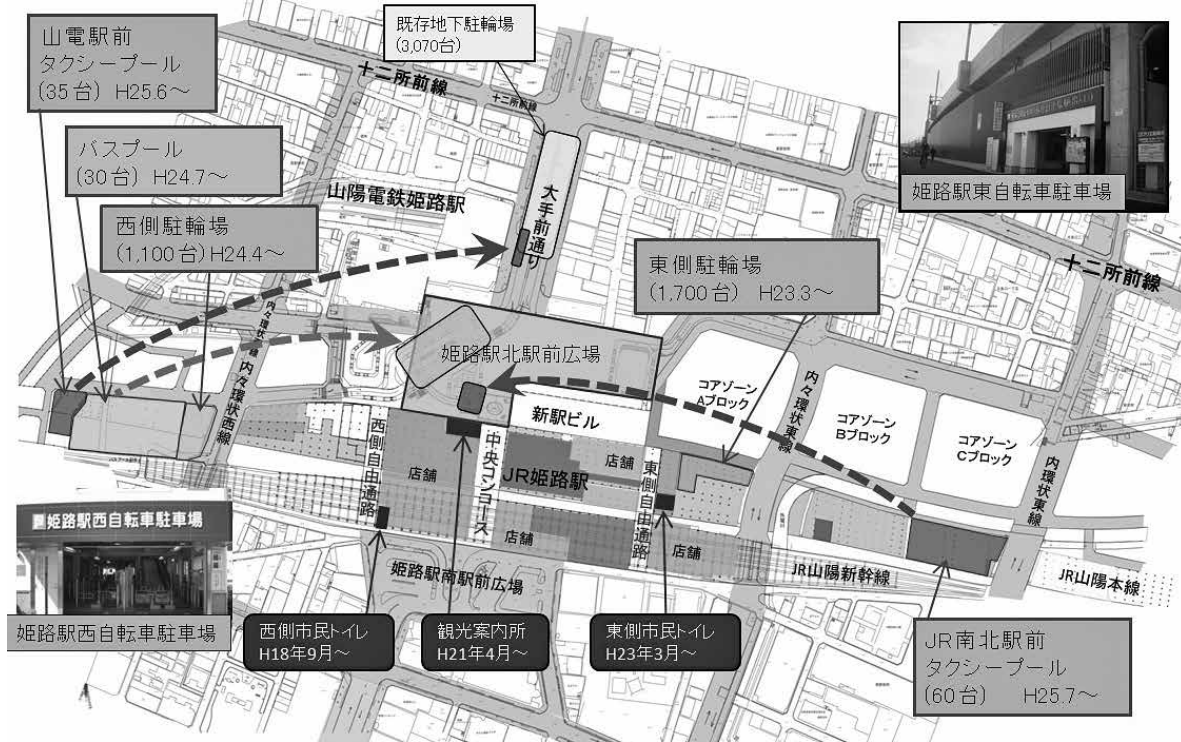 山電駅前
タクシープール
(35台) H25.6～
既存地下駐輪場
(3,070台)
姫路駅東自転車駐車場
十二所前線
十二所前線
バスプール
(30台) H24.7～
山陽電鉄姫路駅
大手前通り
西側駐輪場
(1,100台)H24.4～
東側駐輪場
(1,700台) H23.3～
十二所前線
内々環状西線
内々環状西線
姫路駅北駅前広場
コアゾーン
Aブロック
内々環状東線
コアゾーン
Bブロック
コアゾーン
Cブロック
内環状東線
新駅ビル
西側自由通路
中央コンコース
東側自由通路
店舗
JR姫路駅
店舗
店舗
店舗
姫路駅南駅前広場
JR山陽新幹線
JR山陽本線
姫路駅西自転車駐車場
姫路駅西自転車駐車場
西側市民トイレ
H18年9月～
観光案内所
H21年4月～
東側市民トイレ
H23年3月～
JR南北駅前
タクシープール
(60台) H25.7～